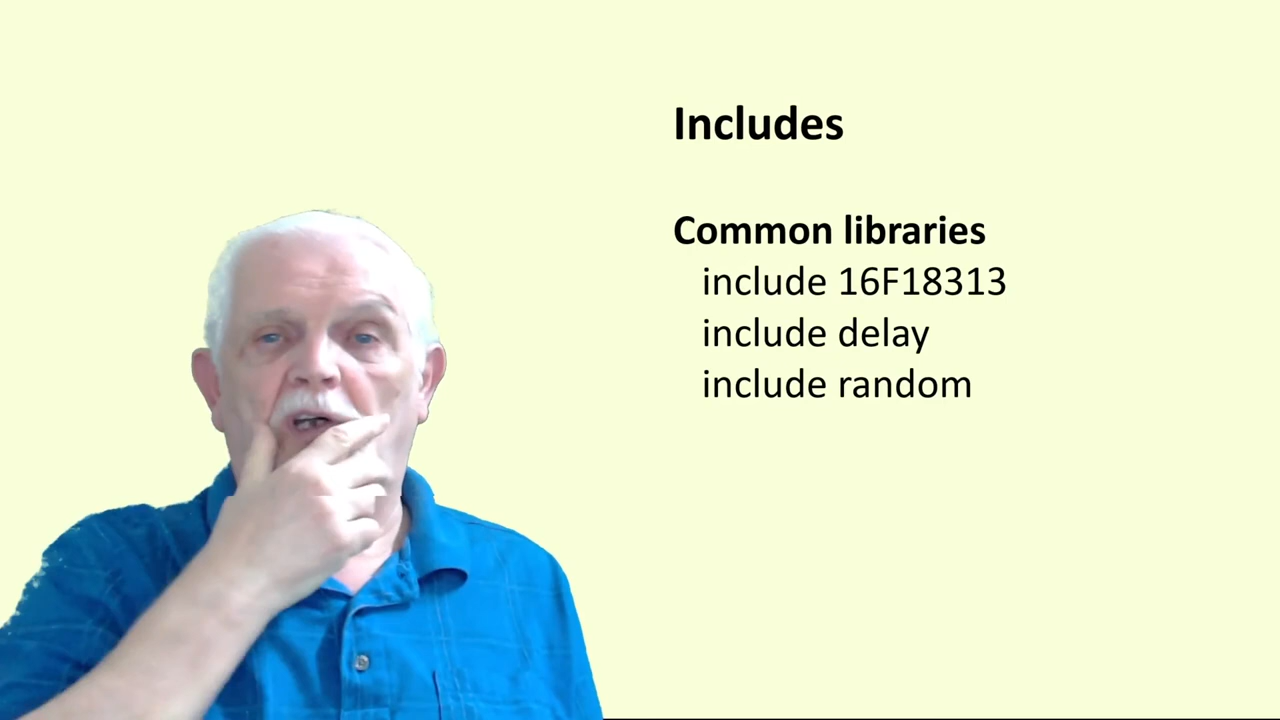 Includes
Common libraries
include 16F18313
include delay
include random